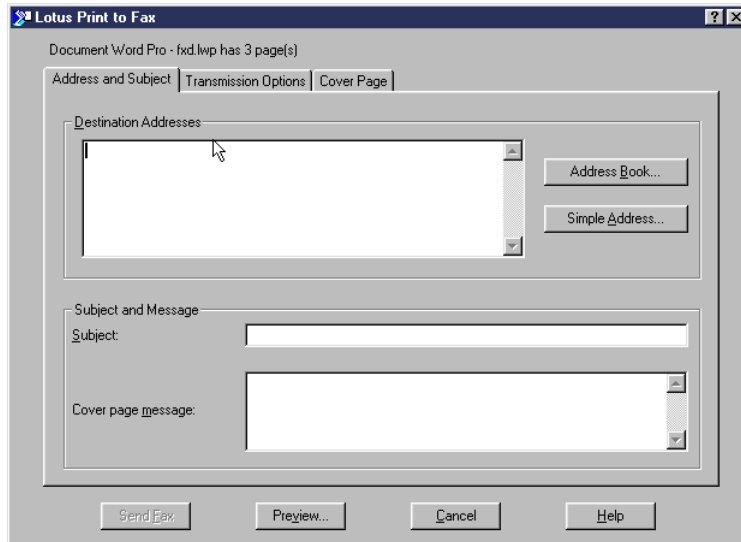 Lotus Print to Fax
Document Word Pro - fxd.lwp has 3 page(s)
Address and Subject Transmission Options Cover Page
Destination Addresses
Address Book...
Simple Address...
Subject and Message
Subject:
Cover page message:
Send Fax Preview... Cancel Help